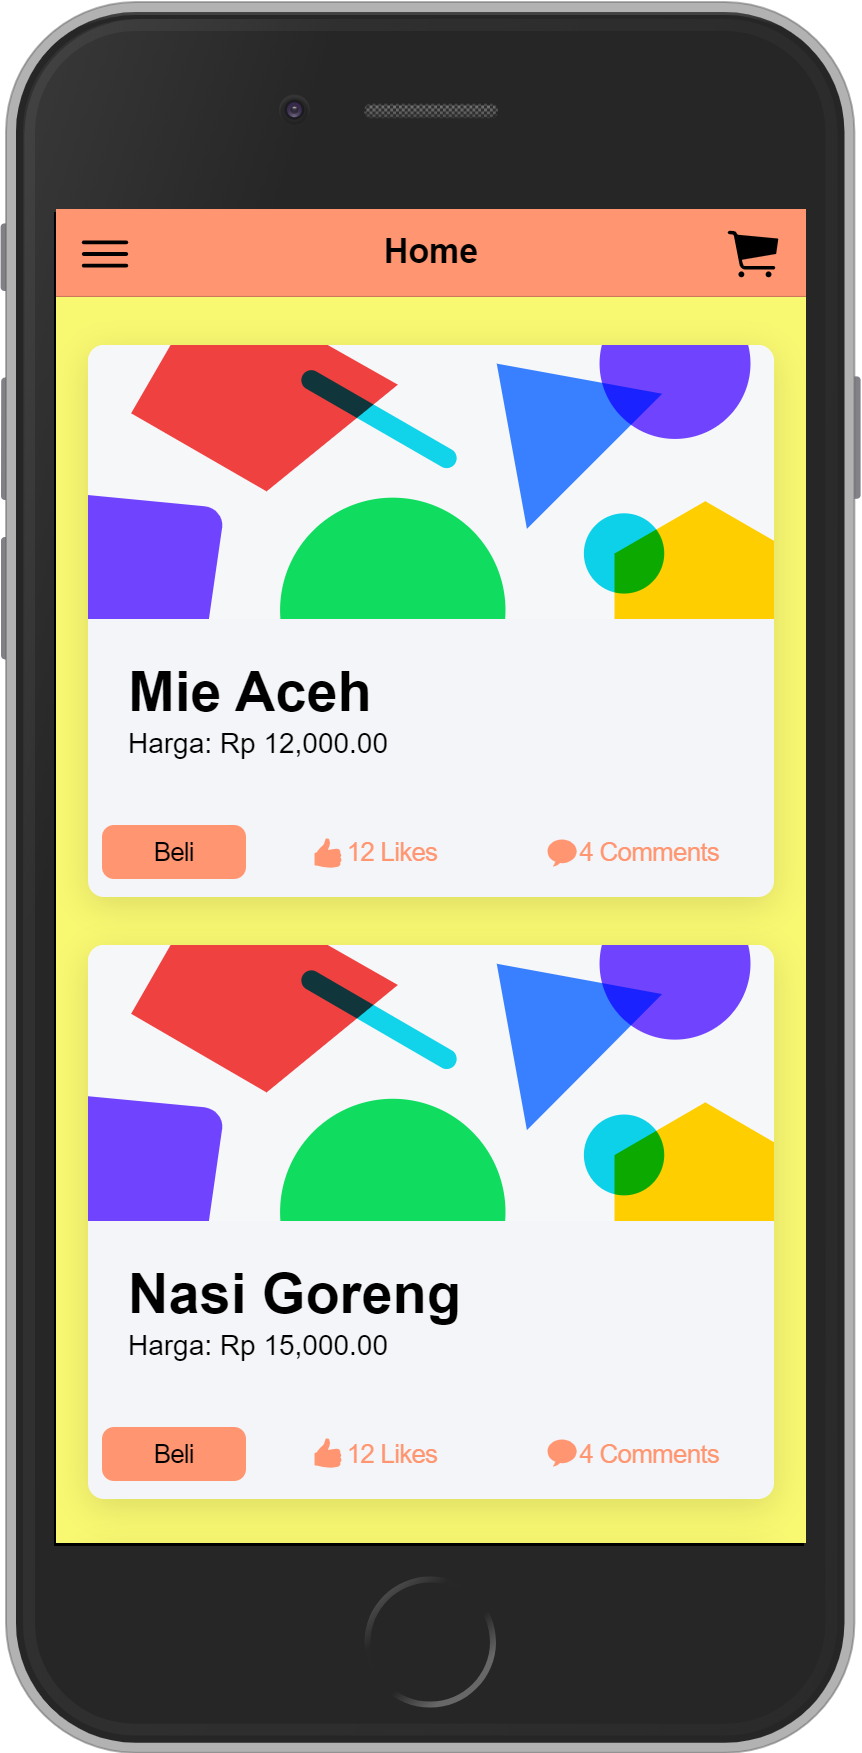 Home
Mie Aceh
Harga: Rp 12,000.00
Beli
12 Likes
4 Comments
Nasi Goreng
Harga: Rp 15,000.00
Beli
12 Likes
4 Comments